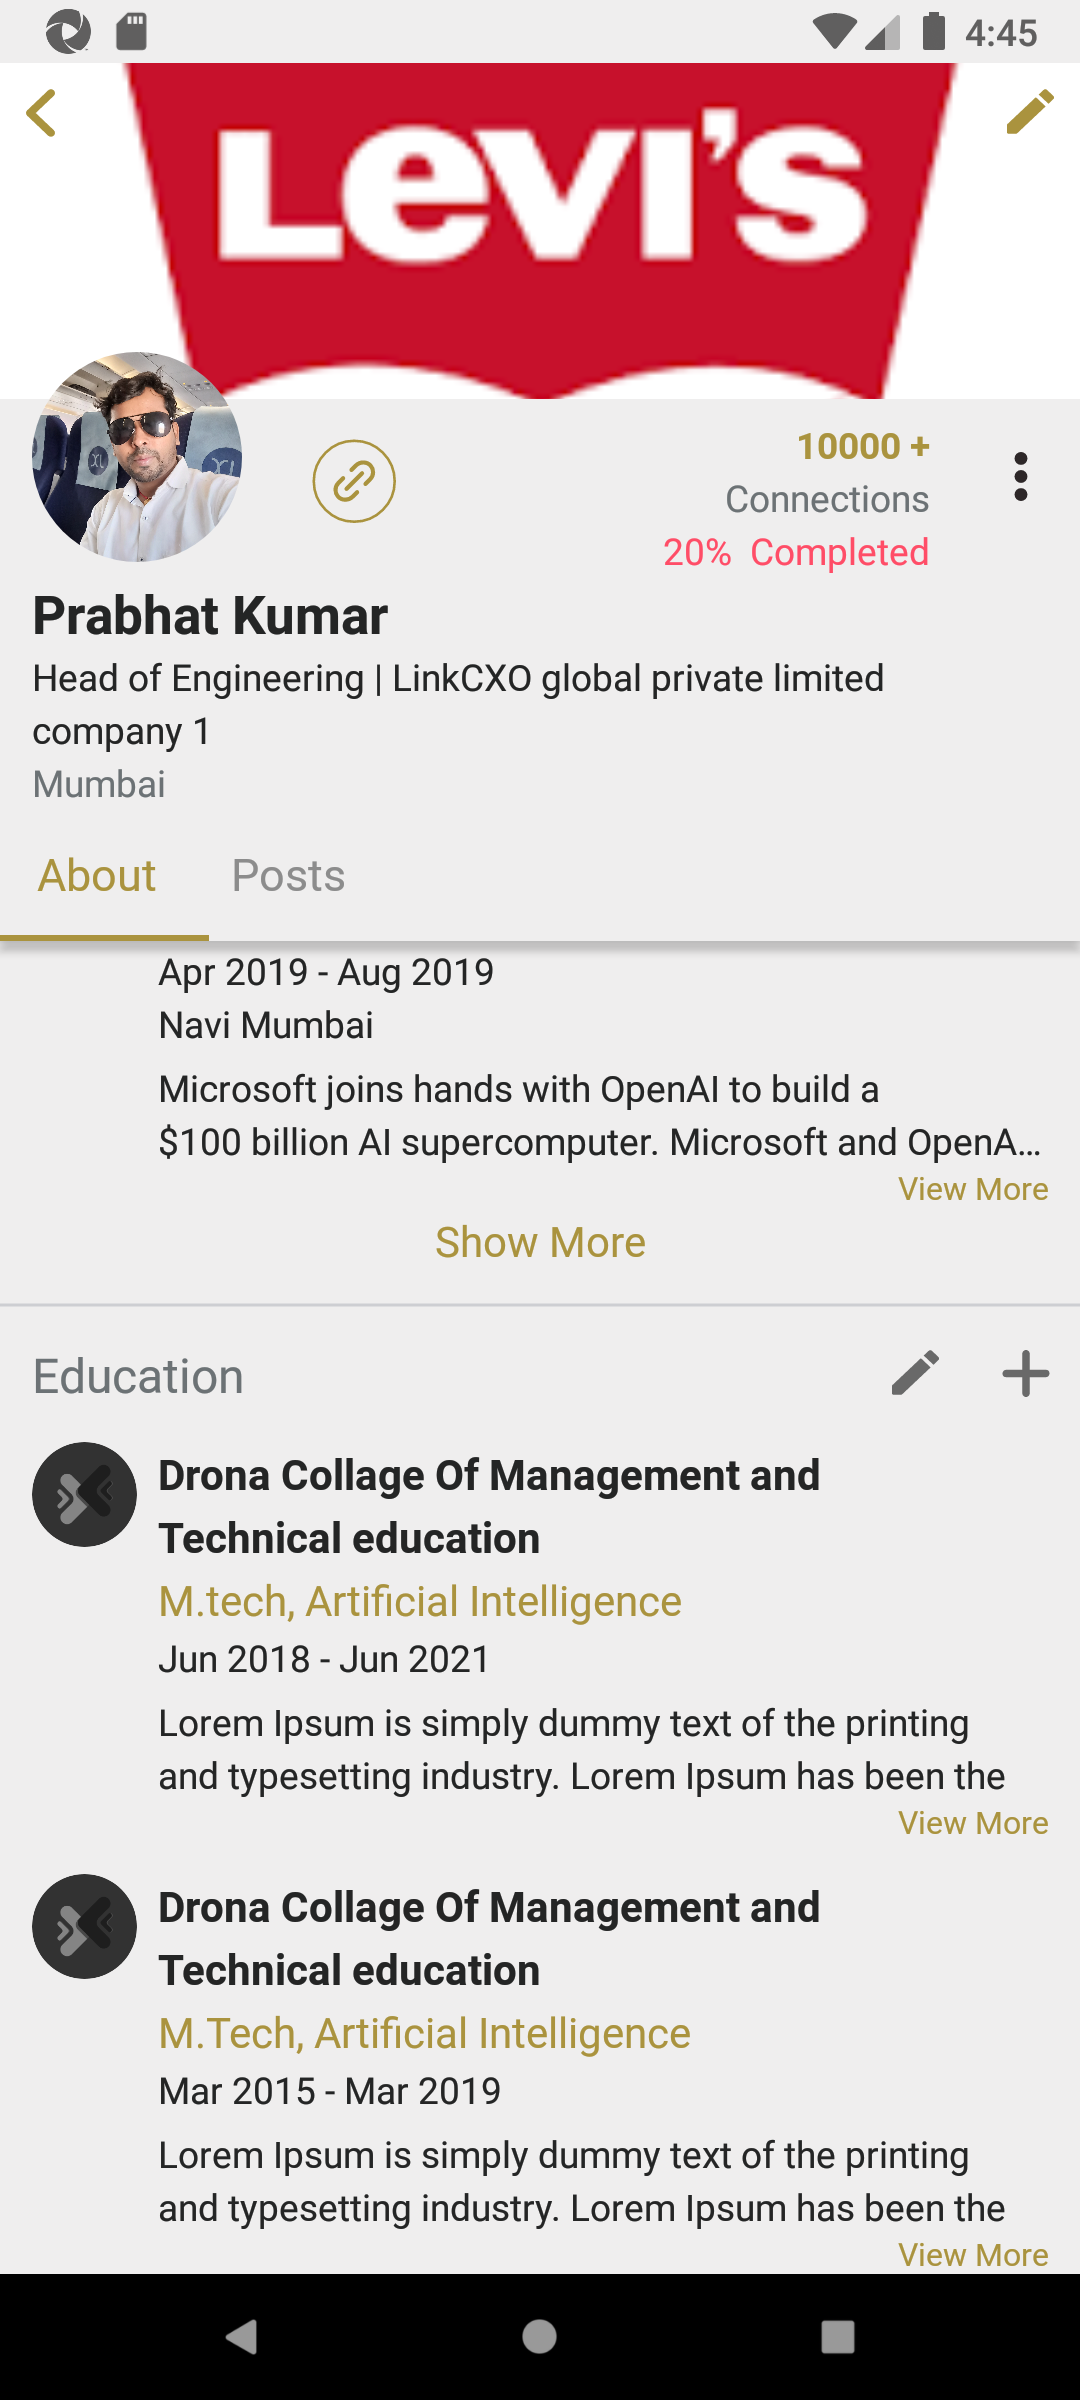 4:45
LEVI'S
10000 +
Connections
20% Completed
Prabhat Kumar
Head of Engineering | LinkCXO global private limited
company 1
Mumbai
About Posts
Apr 2019 - Aug 2019
Navi Mumbai
Microsoft joins hands with OpenAI to build a
$100 billion AI supercomputer. Microsoft and OpenA…
View More
Show More
Education
Drona Collage Of Management and
Technical education
M.tech, Artificial Intelligence
Jun 2018 - Jun 2021
Lorem Ipsum is simply dummy text of the printing
and typesetting industry. Lorem Ipsum has been the
View More
Drona Collage Of Management and
Technical education
M.Tech, Artificial Intelligence
Mar 2015 - Mar 2019
Lorem Ipsum is simply dummy text of the printing
and typesetting industry. Lorem Ipsum has been the
View More